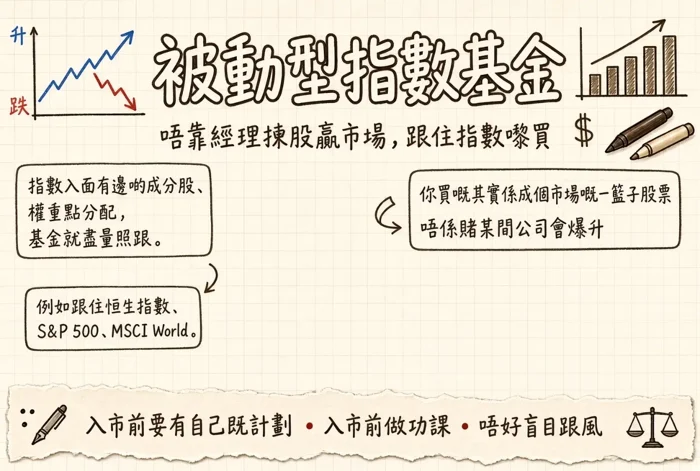 升
跌
被動型指數基金
唔靠經理揀股贏市場,跟住指數嚟買
$
指數入面有邊啲成分股、
權重點分配,
基金就盡量照跟。
你買嘅其實係成個市場嘅一籃子股票
唔係賭某間公司會爆升
例如跟住恒生指數、
S&P 500、MSCI World。
入市前要有自己既計劃 • 入市前做功課 • 唔好盲目跟風